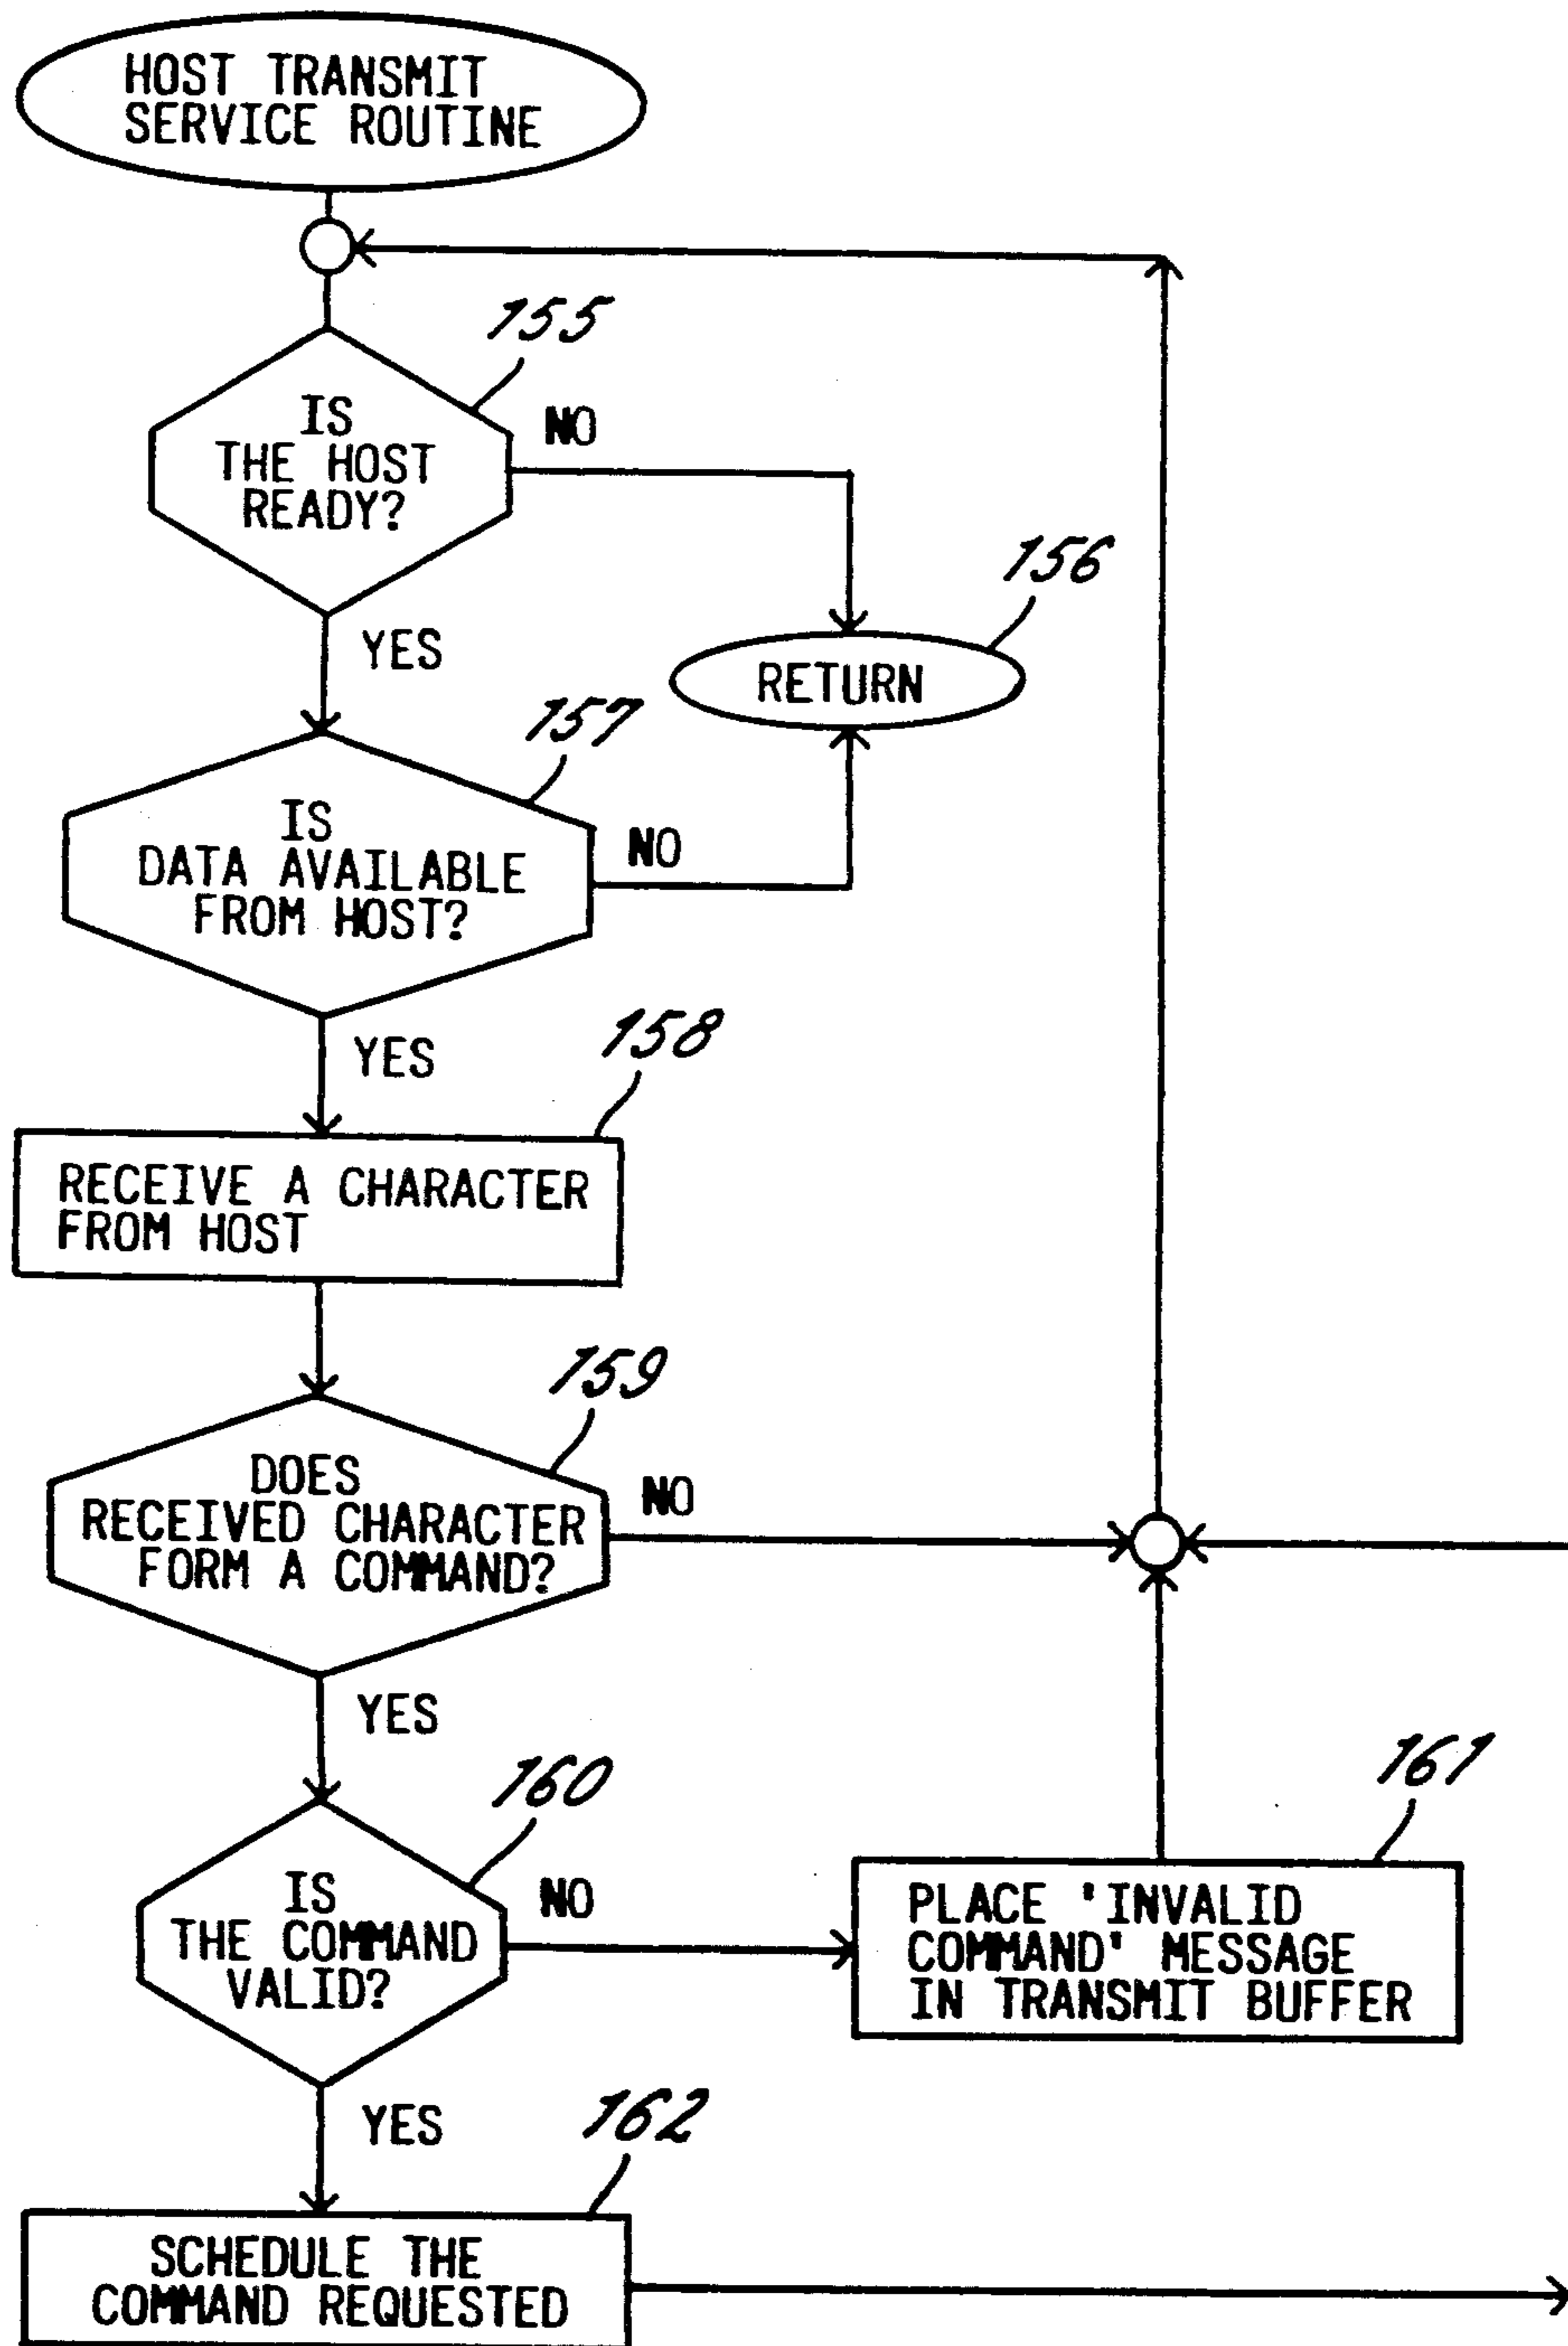 HOST TRANSMIT
SERVICE ROUTINE
155
IS
THE HOST
READY?
NO
156
YES
RETURN
157
IS
DATA AVAILABLE
FROM HOST?
NO
158
YES
RECEIVE A CHARACTER
FROM HOST
159
DOES
RECEIVED CHARACTER
FORM A COMMAND?
NO
YES
160
161
IS
THE COMMAND
VALID?
NO
PLACE 'INVALID
COMMAND' MESSAGE
IN TRANSMIT BUFFER
YES
162
SCHEDULE THE
COMMAND REQUESTED